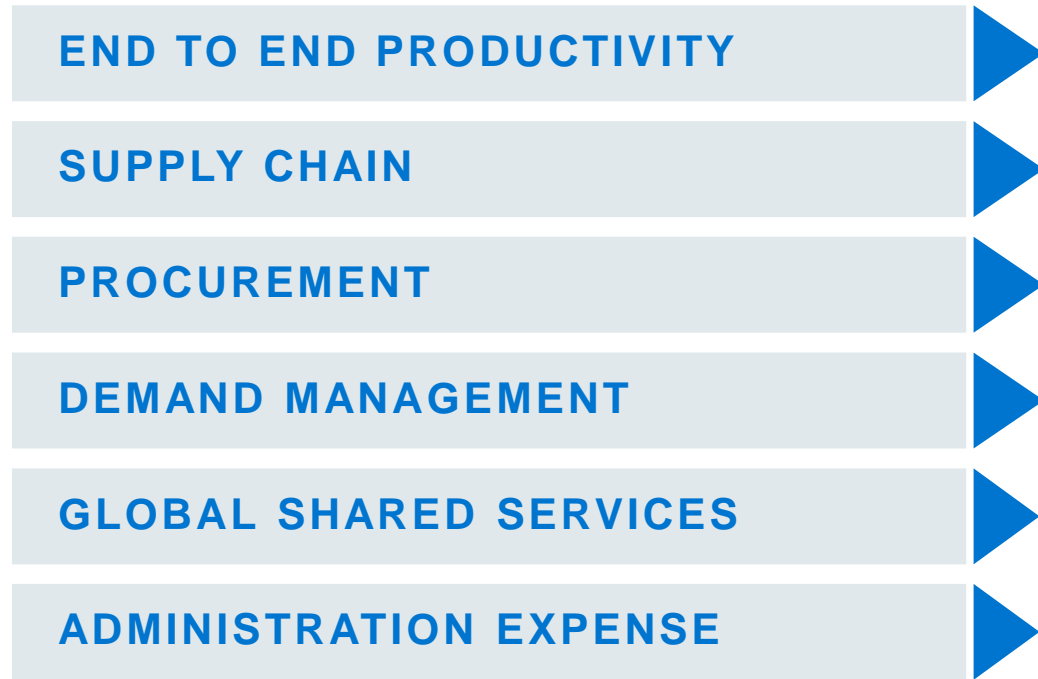 END TO END PRODUCTIVITY
SUPPLY CHAIN
PROCUREMENT
DEMAND MANAGEMENT
GLOBAL SHARED SERVICES
ADMINISTRATION EXPENSE